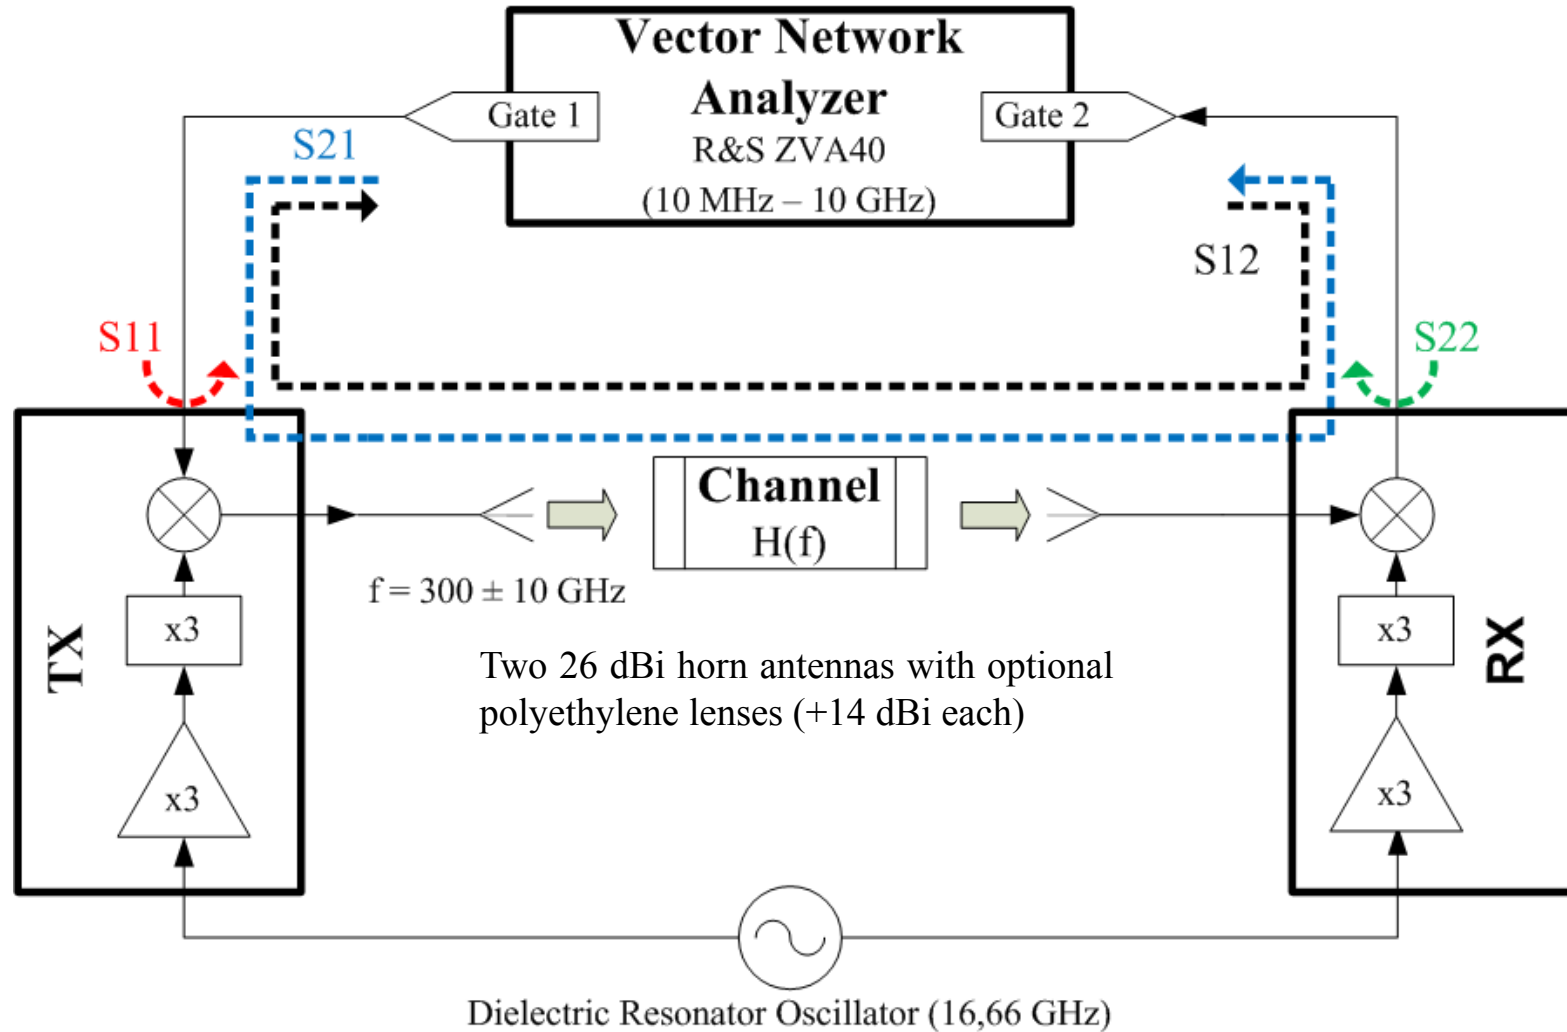 Vector Network
Analyzer
R&S ZVA40
(10 MHz – 10 GHz)
Gate 1
Gate 2
S21
S12
S11
S22
Channel
H(f)
f = 300 ± 10 GHz
TX
x3
x3
Two 26 dBi horn antennas with optional
polyethylene lenses (+14 dBi each)
RX
x3
x3
Dielectric Resonator Oscillator (16,66 GHz)